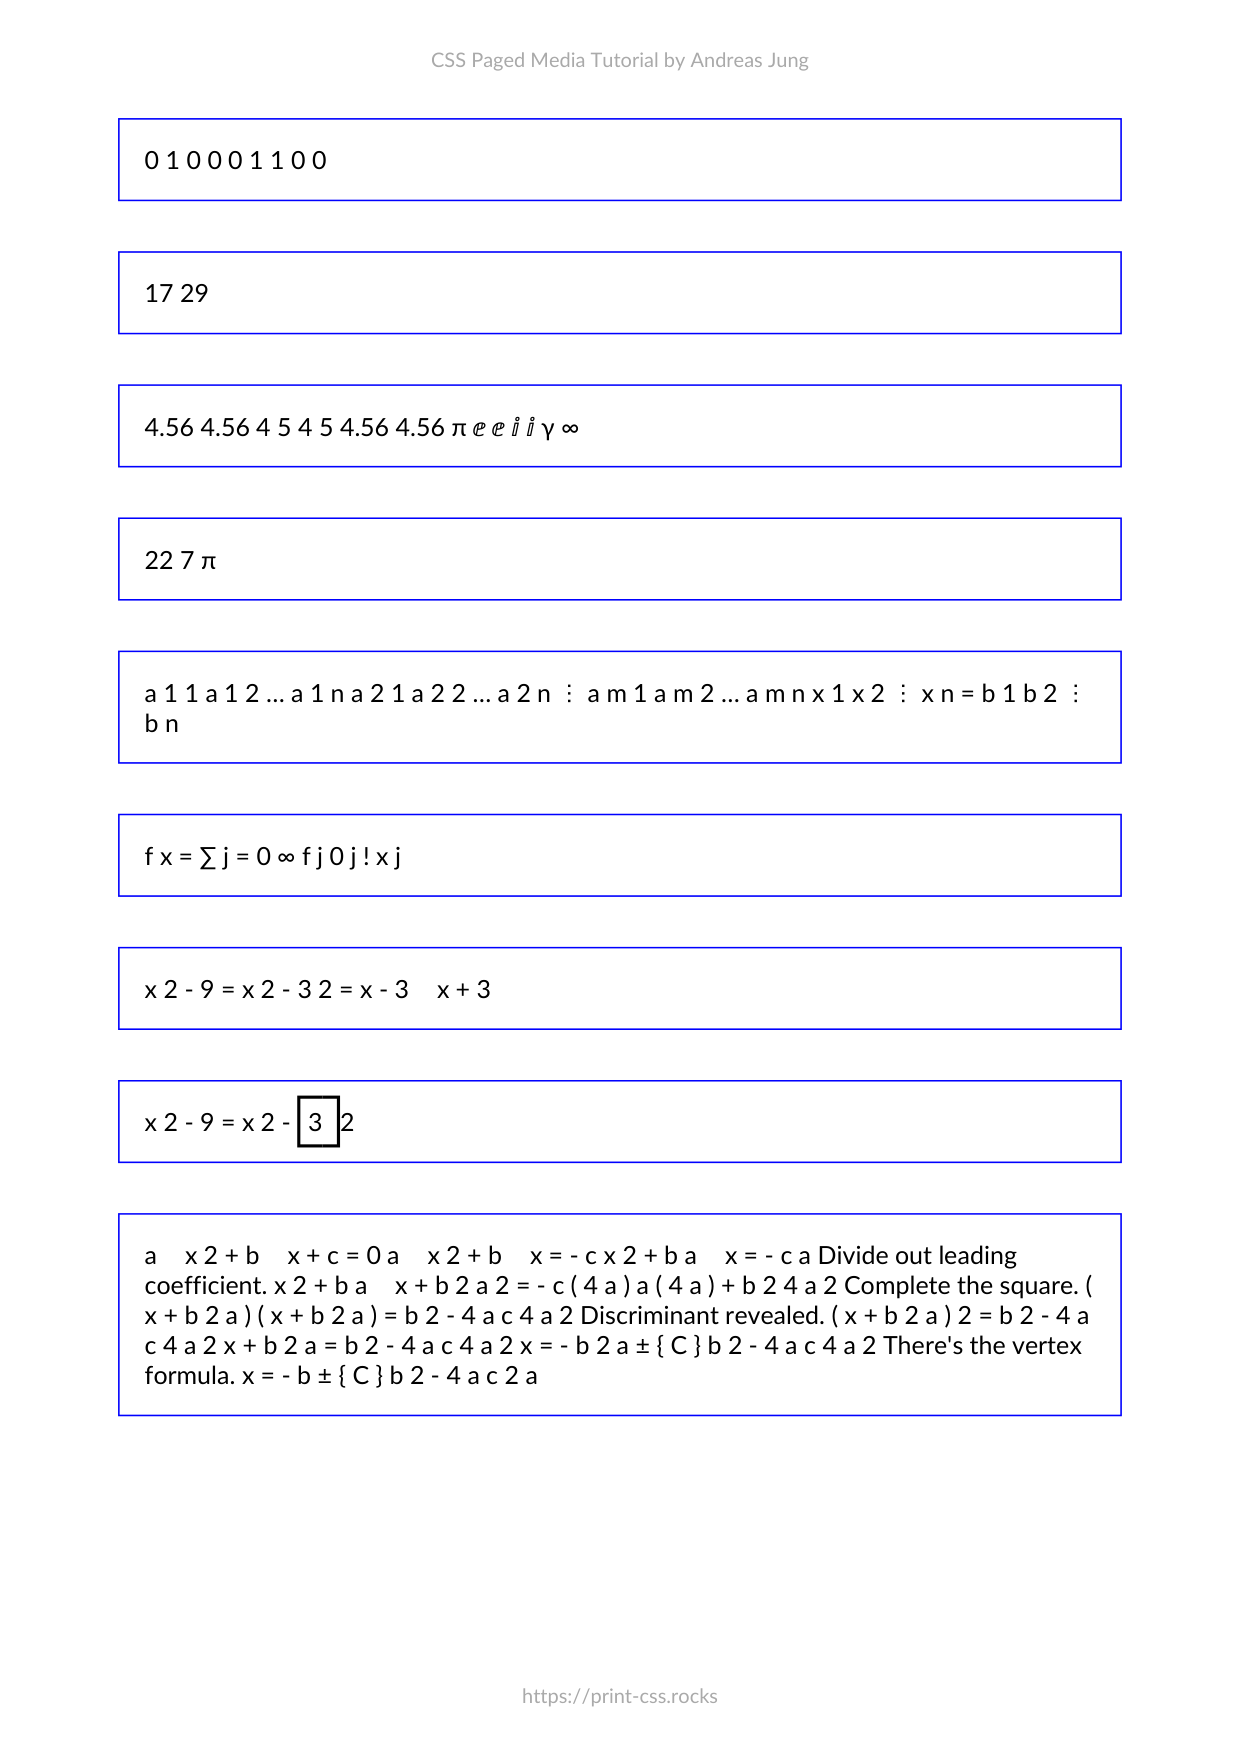 CSS Paged Media Tutorial by Andreas Jung
0 1 0 0 0 1 1 0 0
17 29
4.56 4.56 4 5 4 5 4.56 4.56 π ⅇ ⅇ ⅈ ⅈ γ ∞
22 7 π
a 1 1 a 1 2 … a 1 n a 2 1 a 2 2 … a 2 n ⋮ a m 1 a m 2 … a m n x 1 x 2 ⋮ x n = b 1 b 2 ⋮
b n
f x = ∑ j = 0 ∞ f j 0 j ! x j
x 2 - 9 = x 2 - 3 2 = x - 3 x + 3
x 2 - 9 = x 2 - 3 2
a x 2 + b x + c = 0 a x 2 + b x = - c x 2 + b a x = - c a Divide out leading
coefficient. x 2 + b a x + b 2 a 2 = - c ( 4 a ) a ( 4 a ) + b 2 4 a 2 Complete the square. (
x + b 2 a ) ( x + b 2 a ) = b 2 - 4 a c 4 a 2 Discriminant revealed. ( x + b 2 a ) 2 = b 2 - 4 a
c 4 a 2 x + b 2 a = b 2 - 4 a c 4 a 2 x = - b 2 a ± { C } b 2 - 4 a c 4 a 2 There's the vertex
formula. x = - b ± { C } b 2 - 4 a c 2 a
https://print-css.rocks